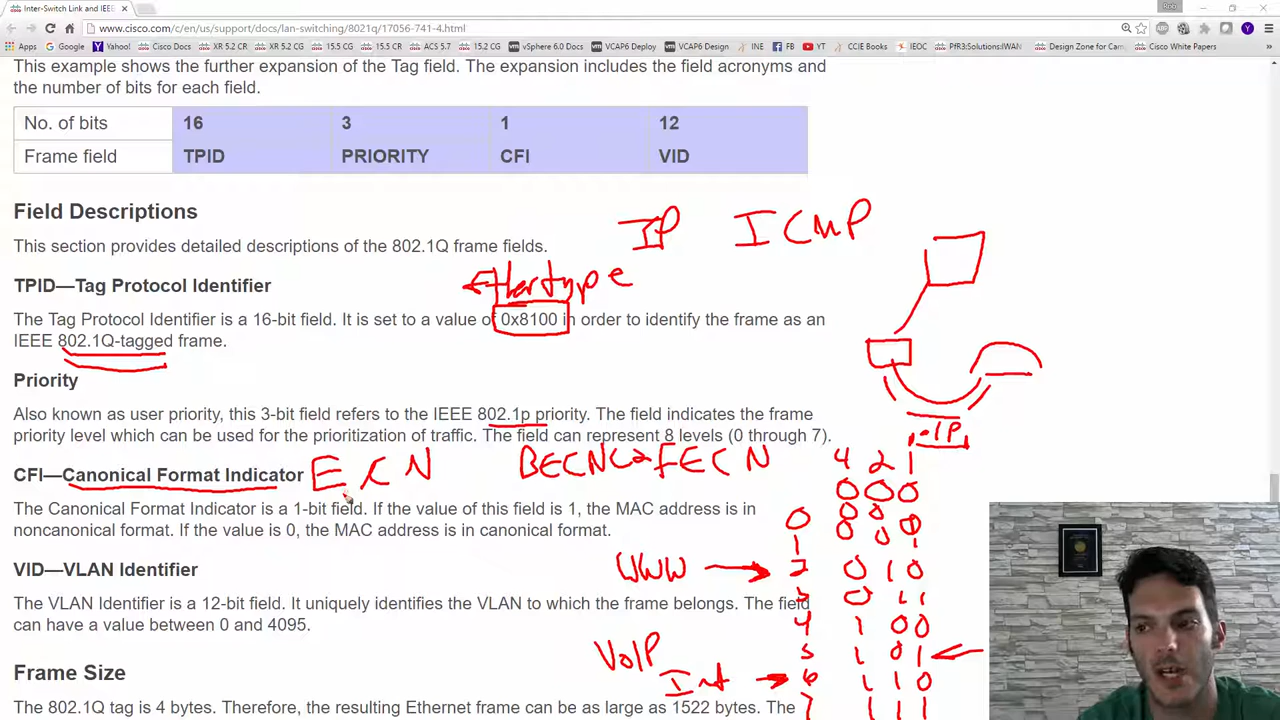 Inter-Switch Link and IEEE
Rob
www.cisco.com/c/en/us/support/docs/lan-switching/8021q/17056-741-4.html
Apps Google Yahoo! Cisco Docs XR 5.2 CR XR 5.2 CG 15.5 CG 15.5 CR ACS 5.7 15.2 CG vSphere 6.0 Docs VCAP6 Deploy VCAP6 Design INE FB YT CCIE Books IEOC PfR3:Solutions:IWAN Design Zone for Cam Cisco White Papers
This example shows the further expansion of the Tag field. The expansion includes the field acronyms and
the number of bits for each field.
No. of bits 16 3 1 12
Frame field TPID PRIORITY CFI VID
Field Descriptions
IP ICMP
This section provides detailed descriptions of the 802.1Q frame fields.
TPID—Tag Protocol Identifier
Ethertype
The Tag Protocol Identifier is a 16-bit field. It is set to a value of 0x8100 in order to identify the frame as an
IEEE 802.1Q-tagged frame.
Priority
Also known as user priority, this 3-bit field refers to the IEEE 802.1p priority. The field indicates the frame
priority level which can be used for the prioritization of traffic. The field can represent 8 levels (0 through 7).
.1P
CFI—Canonical Format Indicator ECN BECN FECN
4 2 1
0 0 0
The Canonical Format Indicator is a 1-bit field. If the value of this field is 1, the MAC address is in
noncanonical format. If the value is 0, the MAC address is in canonical format.
0 0 0 0
1 0 0 1
VID—VLAN Identifier
WWW 2 0 1 0
The VLAN Identifier is a 12-bit field. It uniquely identifies the VLAN to which the frame belongs. The field
3 0 1 1
can have a value between 0 and 4095.
4 1 0 0
VoIP 5 1 0 1
Frame Size
Int 6 1 1 0
The 802.1Q tag is 4 bytes. Therefore, the resulting Ethernet frame can be as large as 1522 bytes. The
7 1 1 1